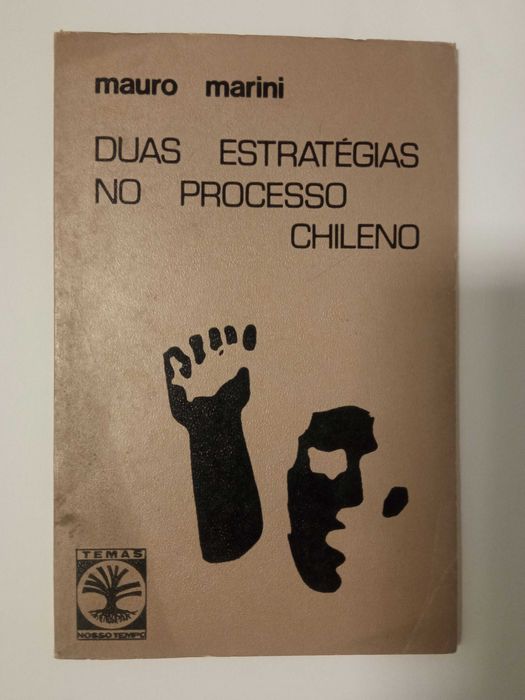 mauro marini
DUAS ESTRATÉGIAS
NO PROCESSO
CHILENO
TEMAS
NOSSO TEMPO